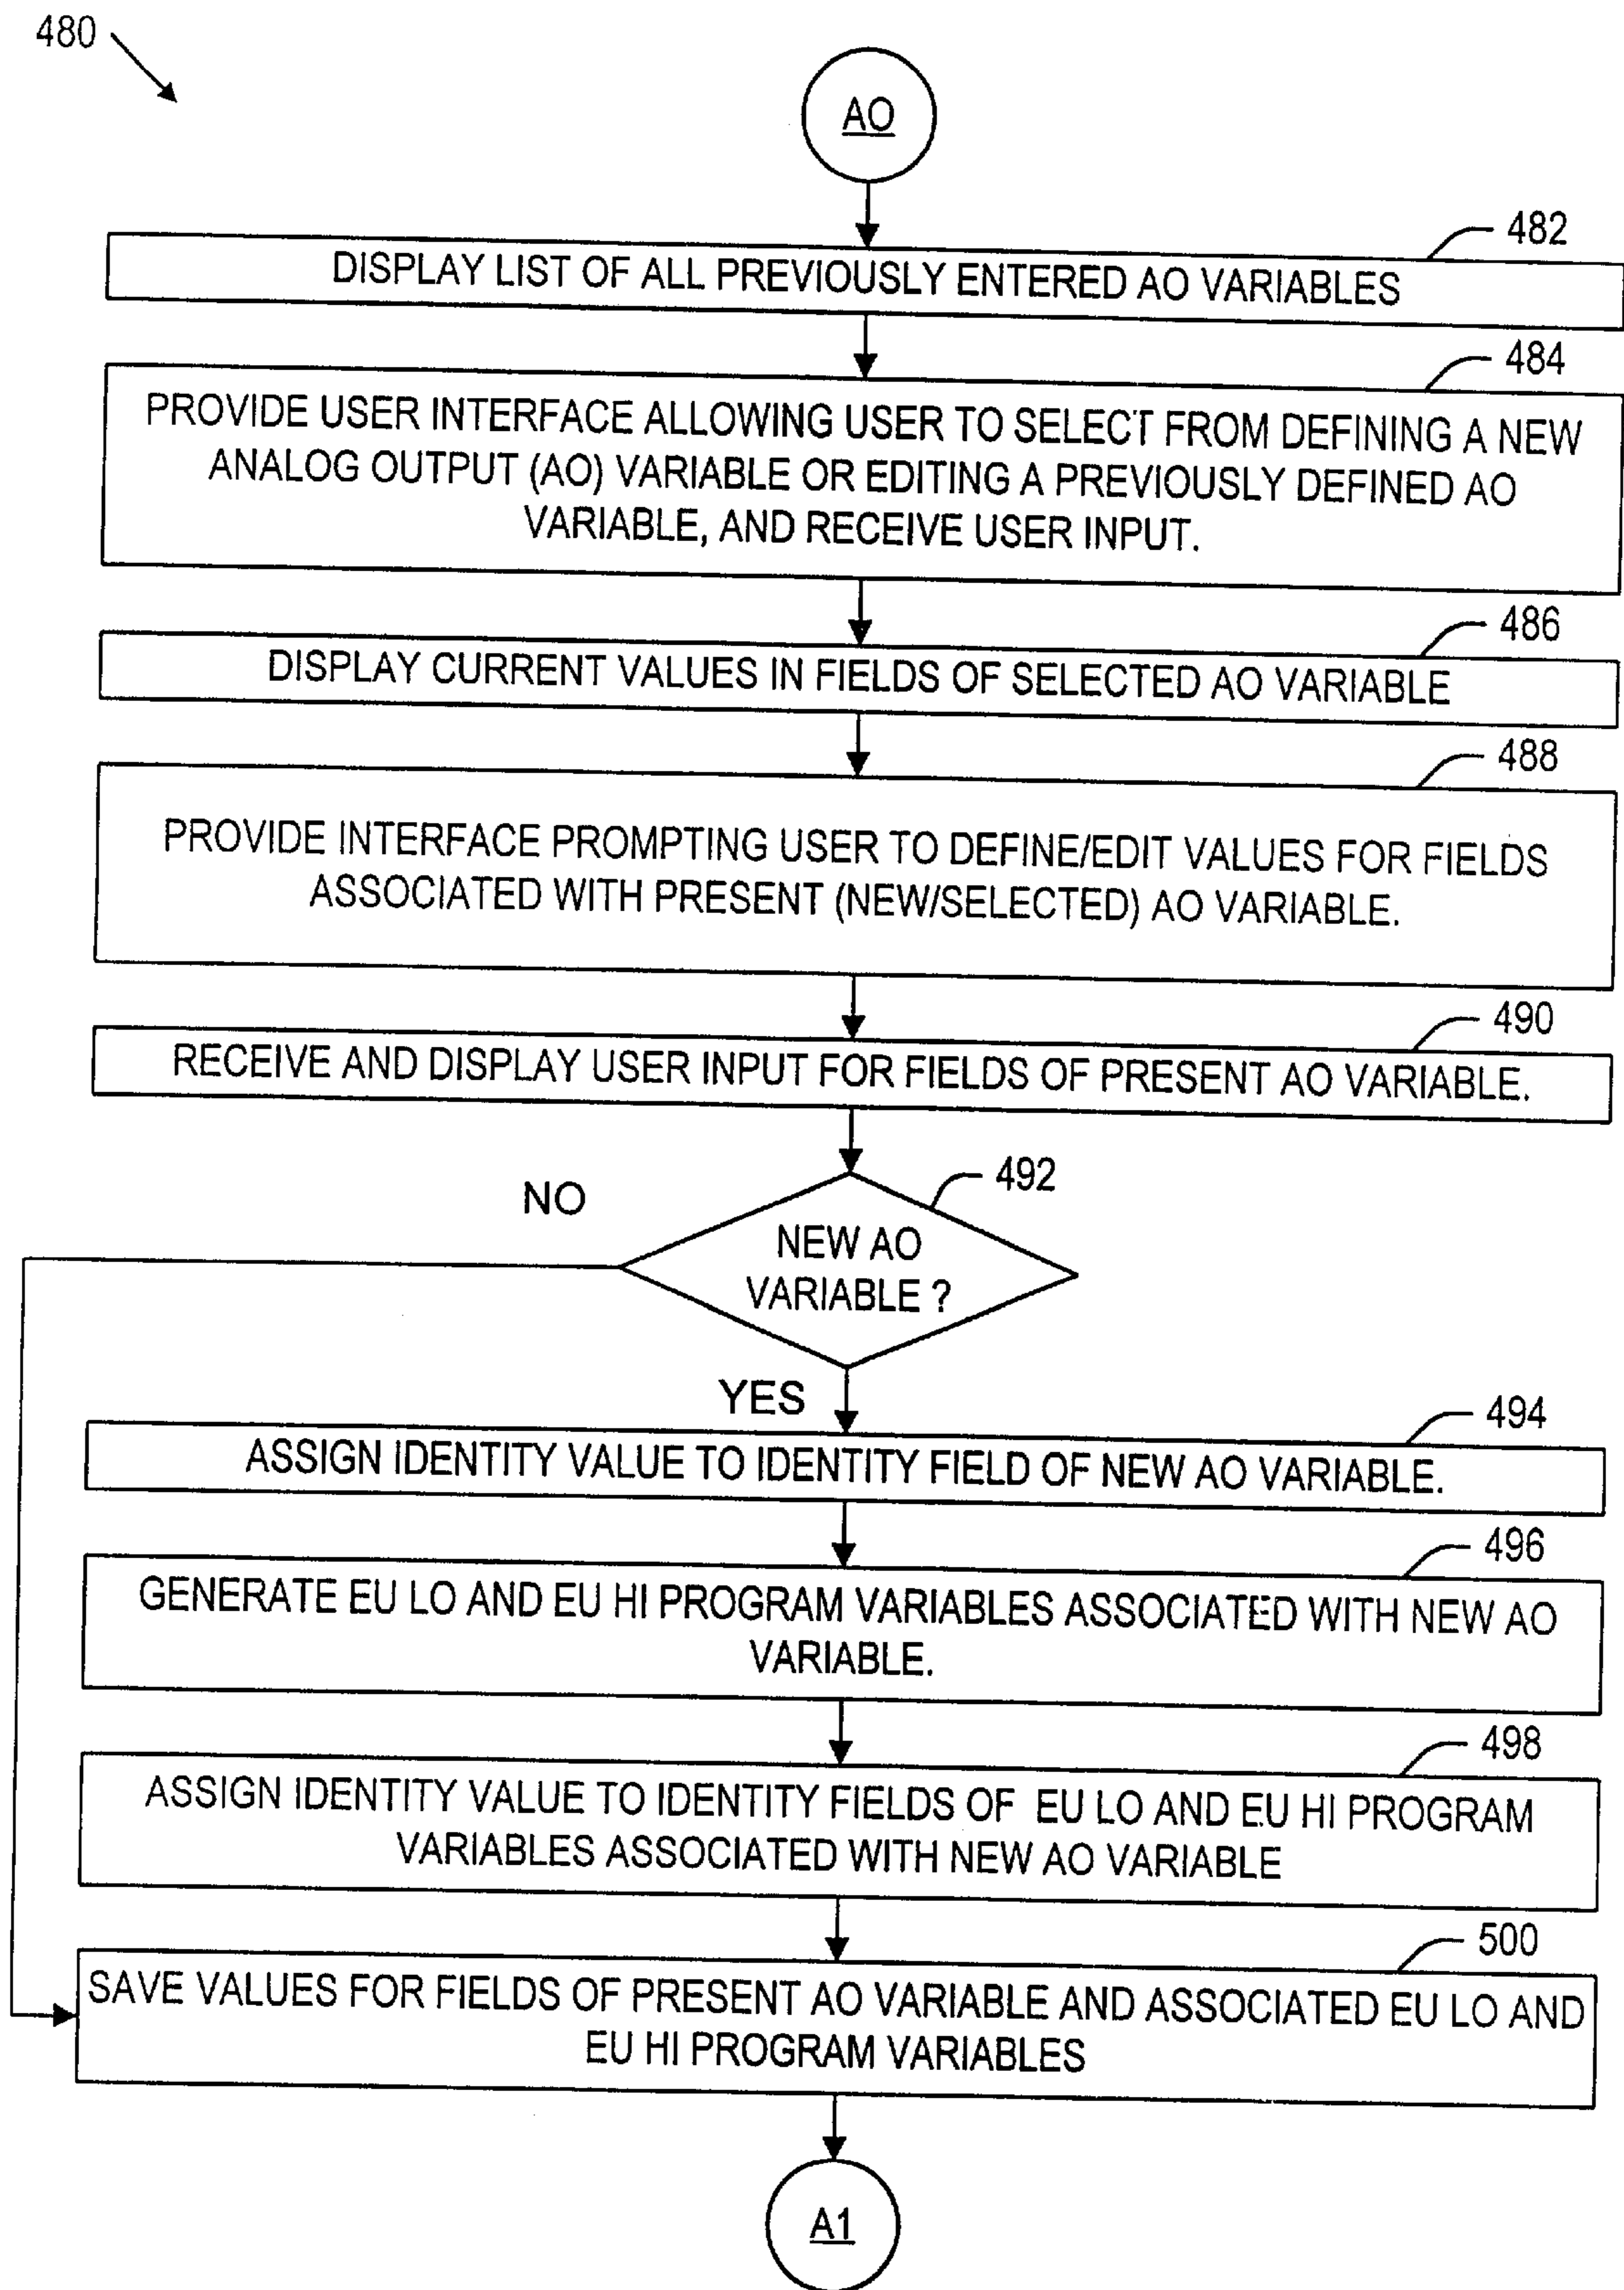 480
AO
482
DISPLAY LIST OF ALL PREVIOUSLY ENTERED AO VARIABLES
484
PROVIDE USER INTERFACE ALLOWING USER TO SELECT FROM DEFINING A NEW
ANALOG OUTPUT (AO) VARIABLE OR EDITING A PREVIOUSLY DEFINED AO
VARIABLE, AND RECEIVE USER INPUT.
486
DISPLAY CURRENT VALUES IN FIELDS OF SELECTED AO VARIABLE
488
PROVIDE INTERFACE PROMPTING USER TO DEFINE/EDIT VALUES FOR FIELDS
ASSOCIATED WITH PRESENT (NEW/SELECTED) AO VARIABLE.
490
RECEIVE AND DISPLAY USER INPUT FOR FIELDS OF PRESENT AO VARIABLE.
492
NO
NEW AO
VARIABLE ?
YES
494
ASSIGN IDENTITY VALUE TO IDENTITY FIELD OF NEW AO VARIABLE.
496
GENERATE EU LO AND EU HI PROGRAM VARIABLES ASSOCIATED WITH NEW AO
VARIABLE.
498
ASSIGN IDENTITY VALUE TO IDENTITY FIELDS OF EU LO AND EU HI PROGRAM
VARIABLES ASSOCIATED WITH NEW AO VARIABLE
500
SAVE VALUES FOR FIELDS OF PRESENT AO VARIABLE AND ASSOCIATED EU LO AND
EU HI PROGRAM VARIABLES
A1